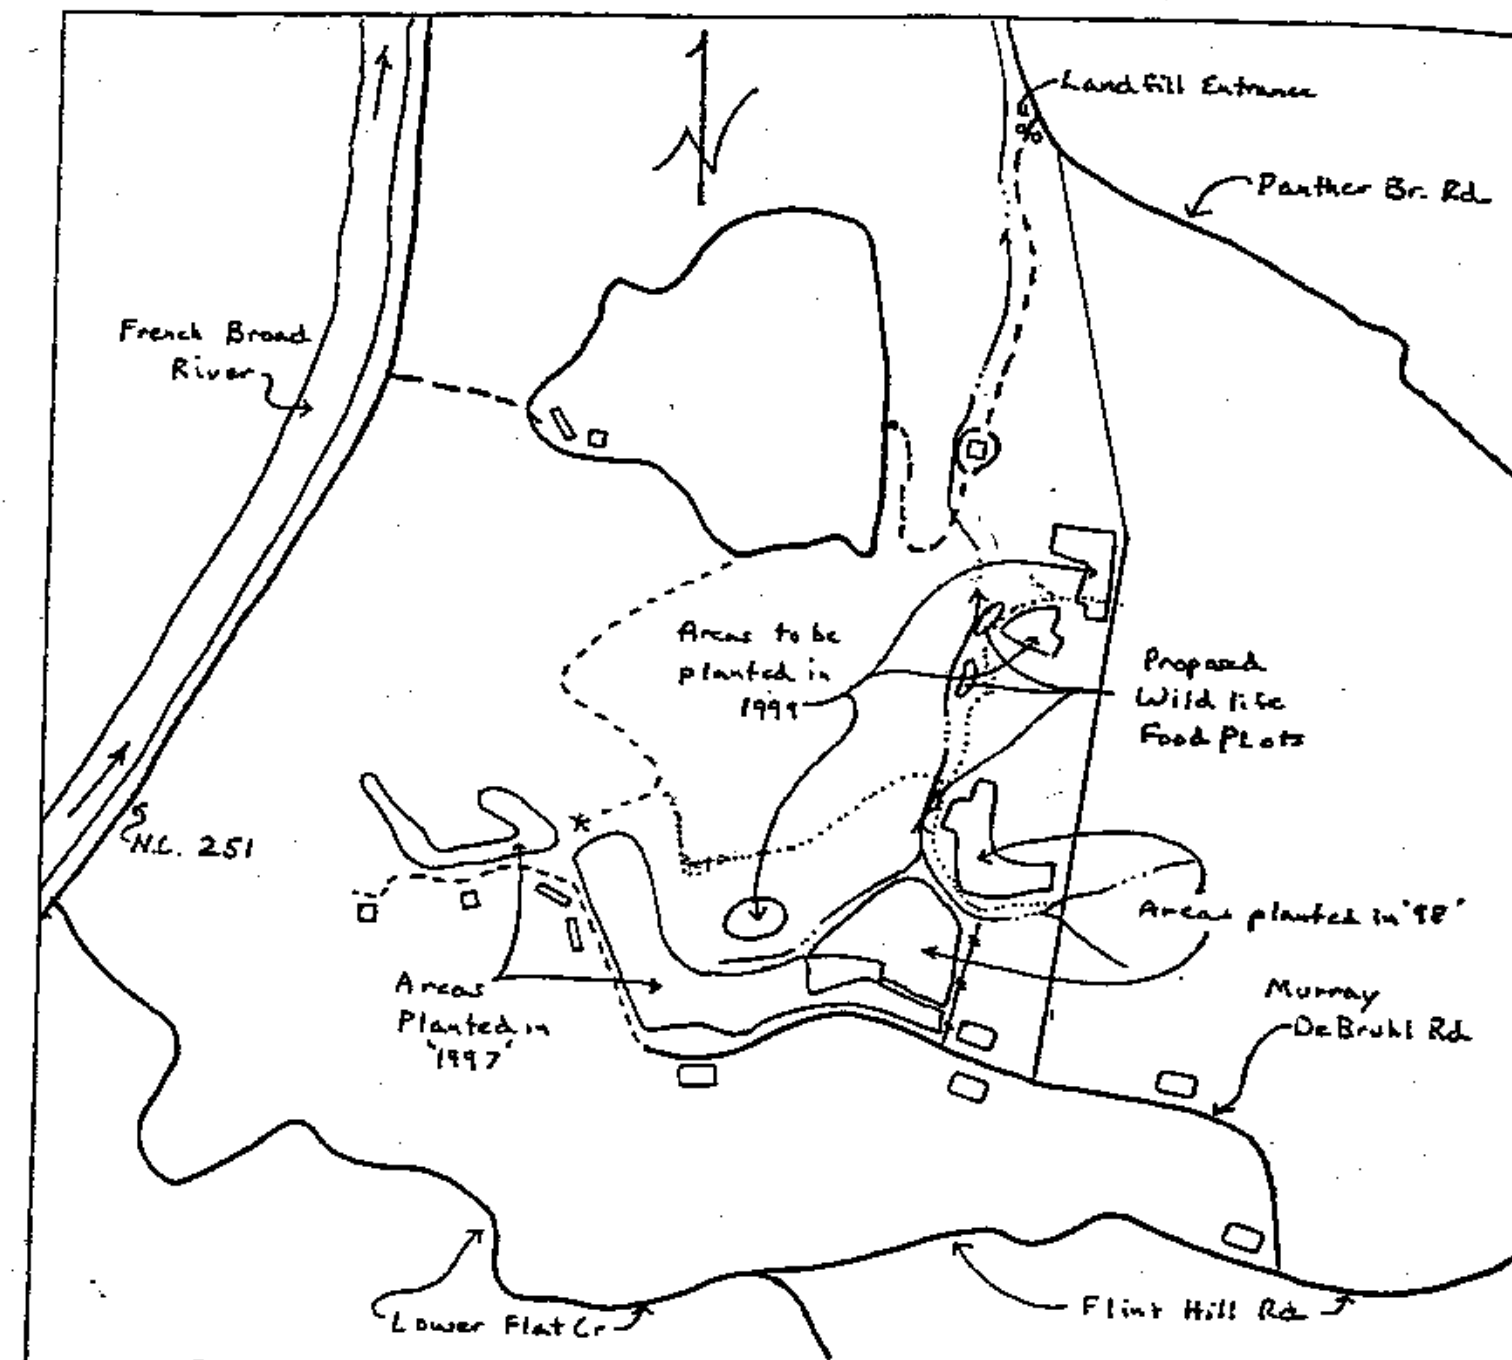 Landfill Entrance
%
Panther Br. Rd
N
French Broad
River
Areas to be
planted in
1999
Proposed
Wild life
Food Plots
N.C. 251
*
Areas planted in "98"
Areas
Planted in
"1997"
Murray
DeBruhl Rd
Lower Flat Cr
Flint Hill Rd